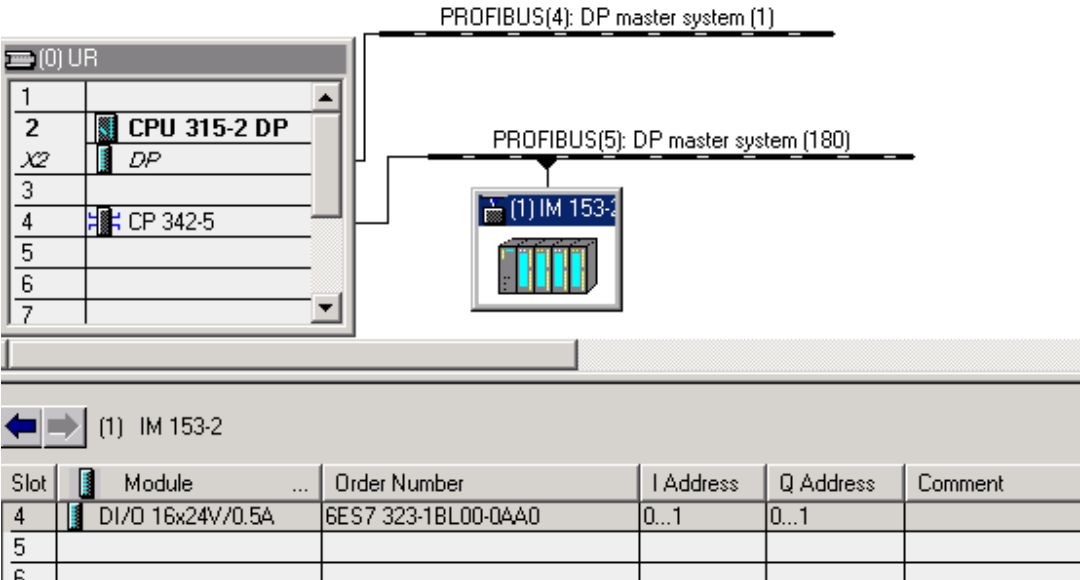 PROFIBUS(4): DP master system (1)
(0) UR
1
2 CPU 315-2 DP
X2 DP
3
4 CP 342-5
5
6
7
PROFIBUS(5): DP master system (180)
(1) IM 153-2
(1) IM 153-2
Slot Module ... Order Number I Address Q Address Comment
4 DI/O 16x24V/0.5A 6ES7 323-1BL00-0AA0 0...1 0...1
5
6